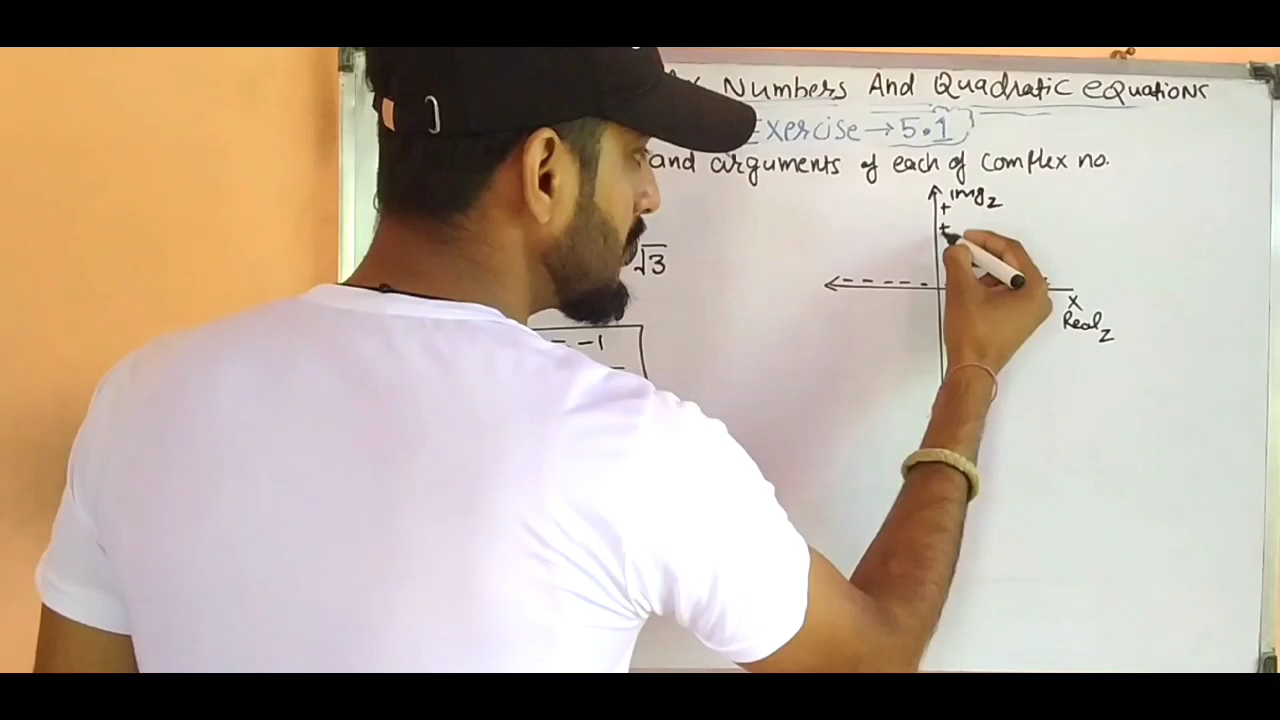 Numbers And Quadratic equations
Exercise → 5.1
and arguments of each of complex no.
Img z
+
+
√3
- - - - - -
X
Real z
= -1